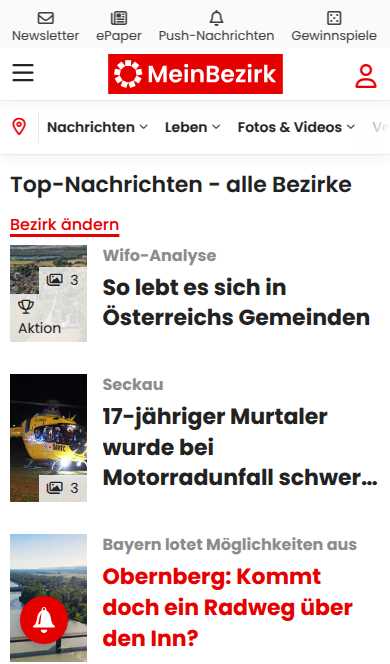 Newsletter ePaper Push-Nachrichten Gewinnspiele
MeinBezirk
Nachrichten Leben Fotos & Videos Ve
Top-Nachrichten - alle Bezirke
Bezirk ändern
Wifo-Analyse
So lebt es sich in
Österreichs Gemeinden
3
Aktion
Seckau
17-jähriger Murtaler
wurde bei
Motorradunfall schwer...
3
Bayern lotet Möglichkeiten aus
Obernberg: Kommt
doch ein Radweg über
den Inn?